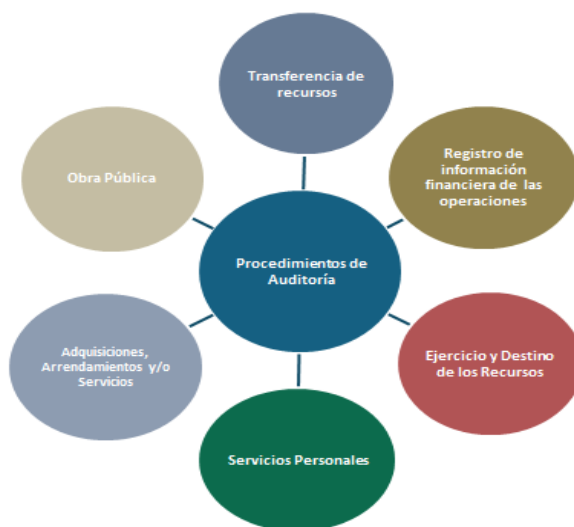 Transferencia de
recursos
Obra Pública
Registro de
información
financiera de las
operaciones
Procedimientos de
Auditoría
Adquisiciones,
Arrendamientos y/o
Servicios
Ejercicio y Destino
de los Recursos
Servicios Personales